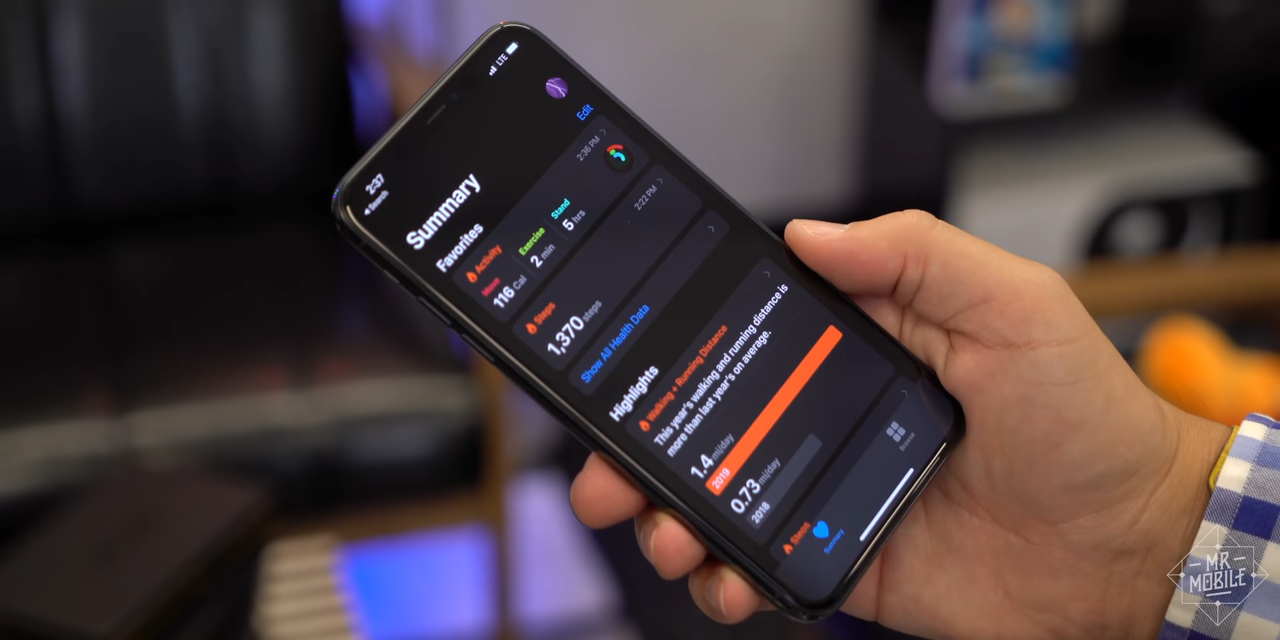 2:37
LTE
Search
Edit
Summary
Favorites
Activity
2:36 PM
Move
Exercise
Stand
116 Cal
2 min
5 hrs
Steps
2:22 PM
1,370 steps
Show All Health Data
Highlights
Walking + Running Distance
This year's walking and running distance is
more than last year's on average.
1.4 mi/day
2019
0.73 mi/day
2018
Steps
Summary
Browse
MR
MOBILE